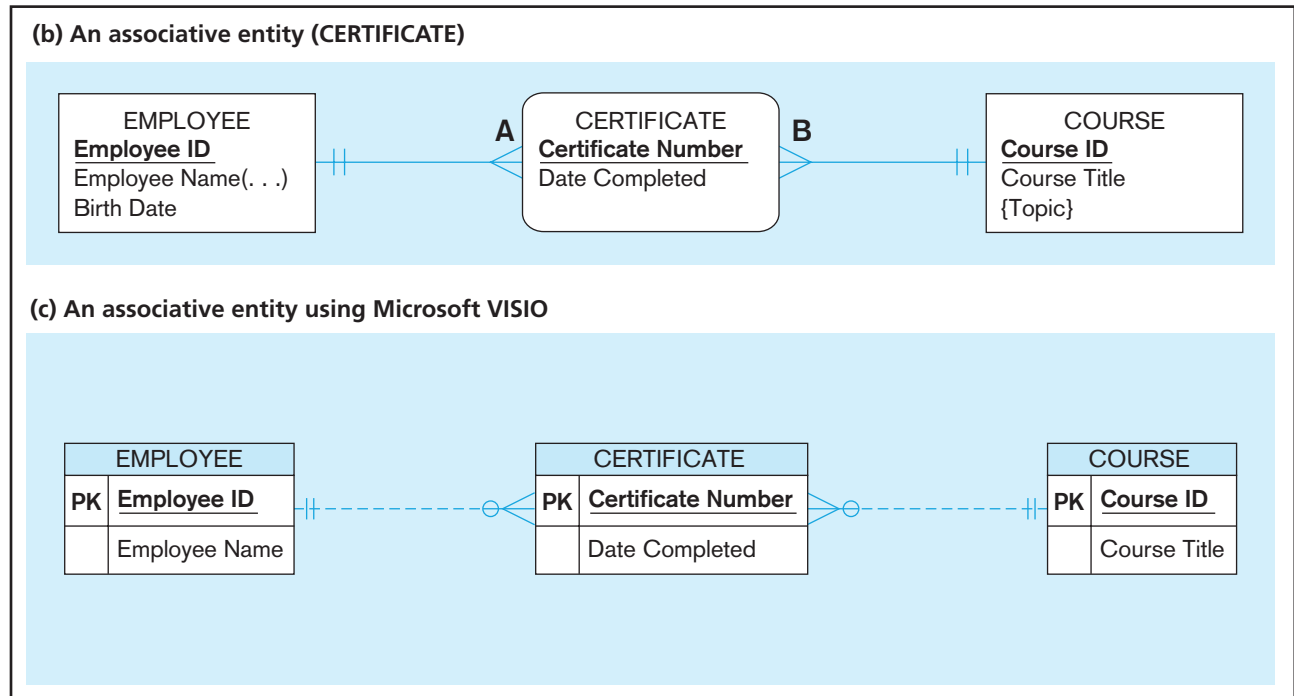 (b) An associative entity (CERTIFICATE)
EMPLOYEE
Employee ID
Employee Name(. . .)
Birth Date
A
CERTIFICATE
Certificate Number
Date Completed
B
COURSE
Course ID
Course Title
{Topic}
(c) An associative entity using Microsoft VISIO
EMPLOYEE
PK Employee ID
Employee Name
CERTIFICATE
PK Certificate Number
Date Completed
COURSE
PK Course ID
Course Title